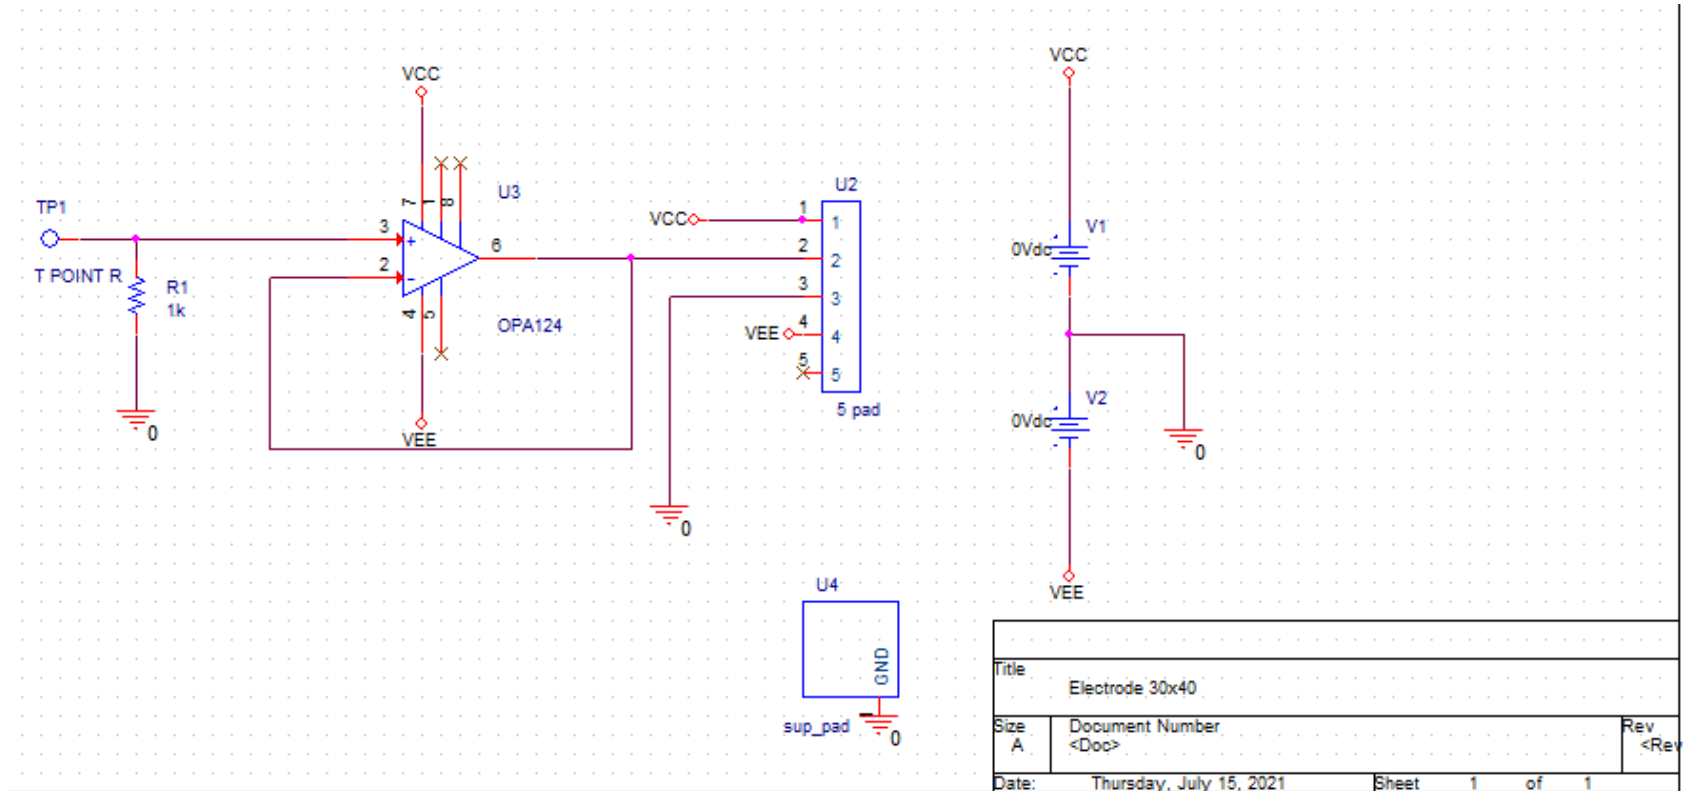 VCC
7
1
8
U3
TP1
3
+
6
T POINT R
2
-
R1
1k
4
5
OPA124
0
VEE
U2
VCC
1
1
2
2
3
3
VEE
4
4
5
5
5 pad
0
U4
GND
sup_pad
0
VCC
V1
0Vdc
V2
0Vdc
0
VEE
Title
Electrode 30x40
Size
A
Document Number
<Doc>
Rev
<Rev
Date:
Thursday, July 15, 2021
Sheet
1
of
1